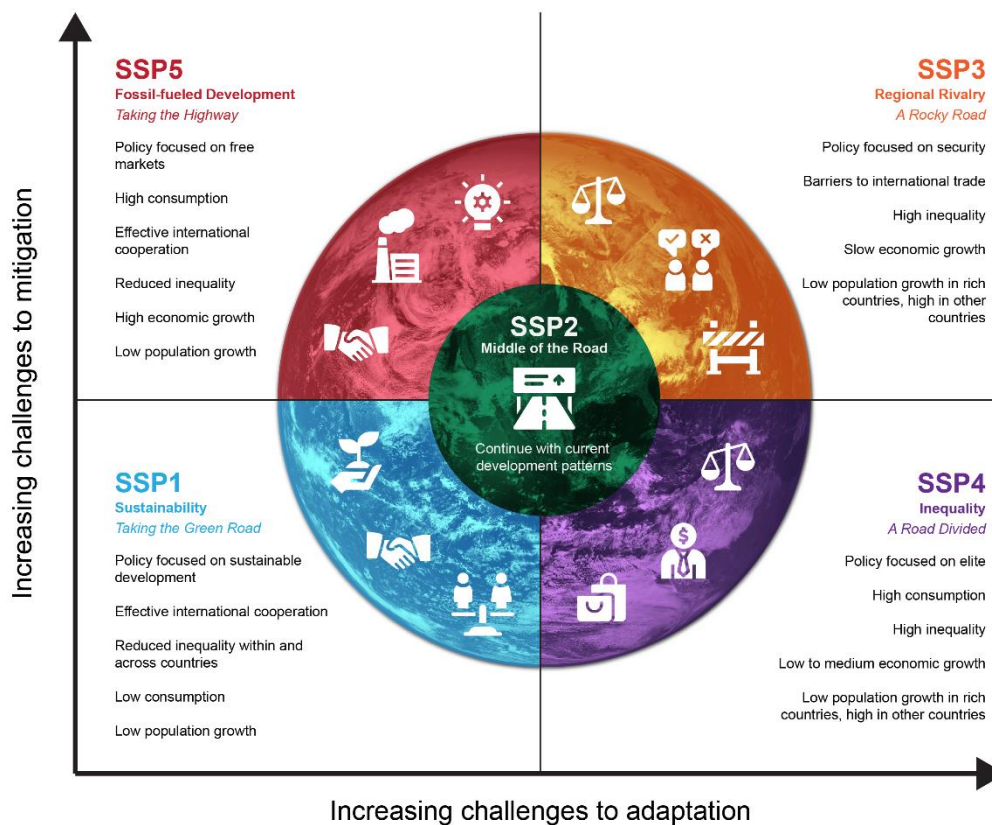 Increasing challenges to mitigation
SSP5
Fossil-fueled Development
Taking the Highway
Policy focused on free
markets
High consumption
Effective international
cooperation
Reduced inequality
High economic growth
Low population growth
SSP3
Regional Rivalry
A Rocky Road
Policy focused on security
Barriers to international trade
High inequality
Slow economic growth
Low population growth in rich
countries, high in other
countries
SSP2
Middle of the Road
Continue with current
development patterns
SSP1
Sustainability
Taking the Green Road
Policy focused on sustainable
development
Effective international cooperation
Reduced inequality within and
across countries
Low consumption
Low population growth
$
SSP4
Inequality
A Road Divided
Policy focused on elite
High consumption
High inequality
Low to medium economic growth
Low population growth in rich
countries, high in other countries
Increasing challenges to adaptation